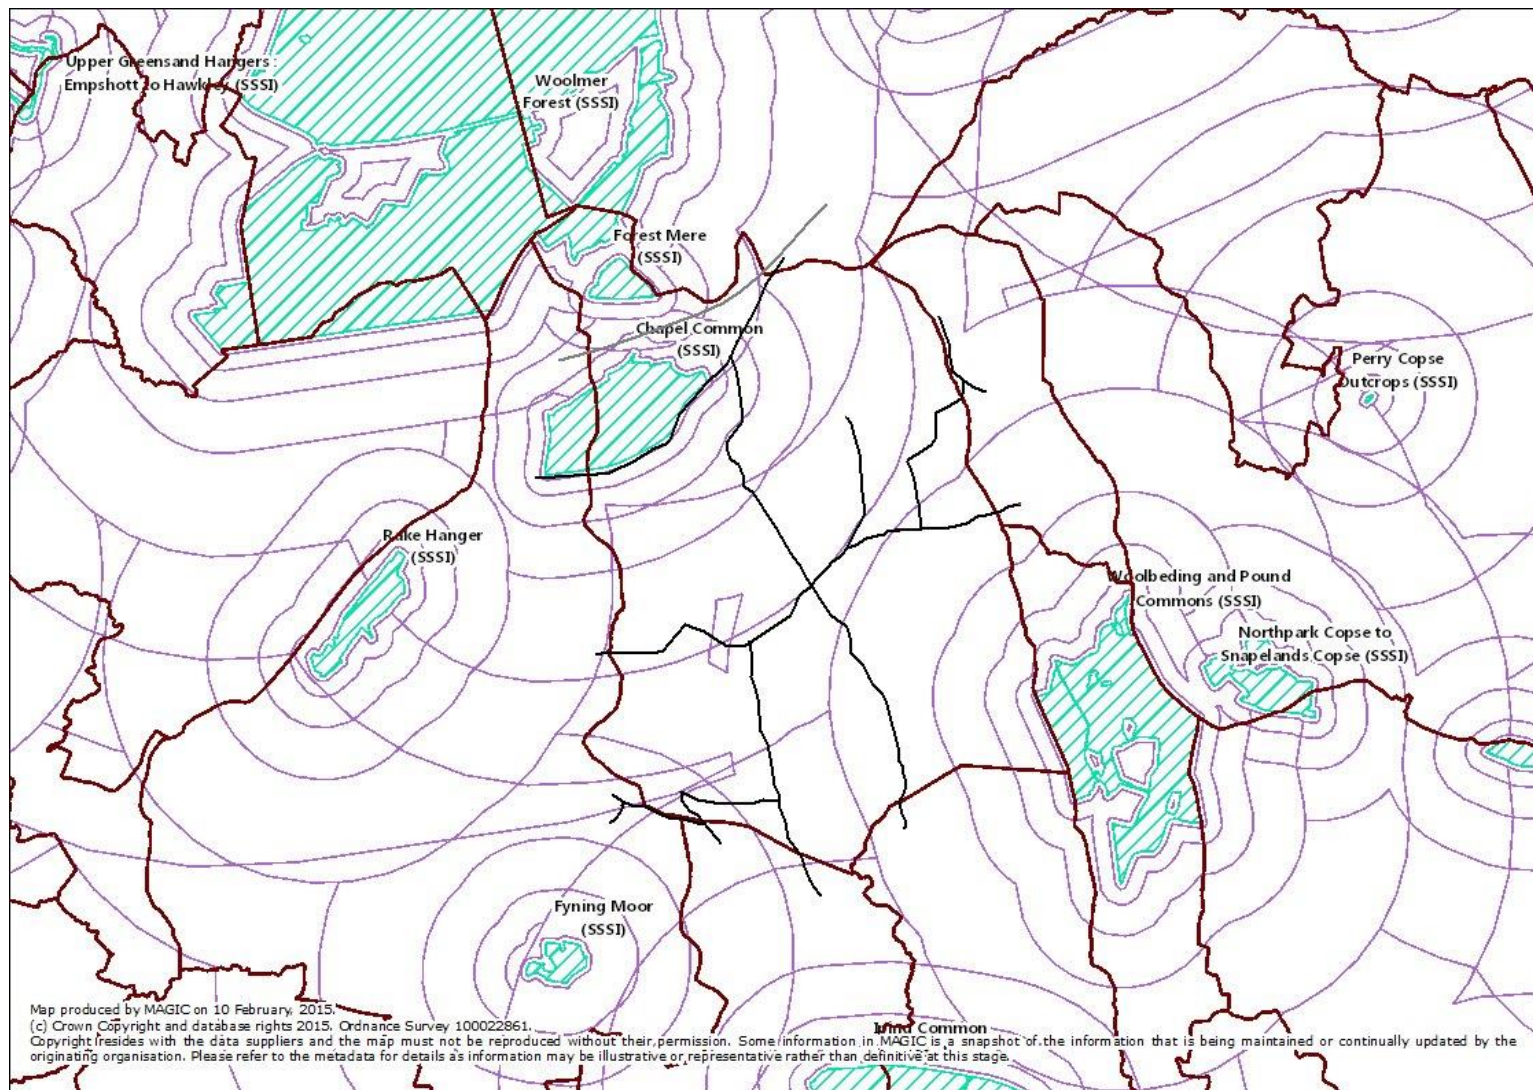 Upper Greensand Hangers :
Empshott to Hawkley (SSSI)
Woolmer
Forest (SSSI)
Forest Mere
(SSSI)
Chapel Common
(SSSI)
Perry Copse
Outcrops (SSSI)
Rake Hanger
(SSSI)
Woolbeding and Pound
Commons (SSSI)
Northpark Copse to
Snapelands Copse (SSSI)
Fyning Moor
(SSSI)
Iping Common
Map produced by MAGIC on 10 February, 2015.
(c) Crown Copyright and database rights 2015. Ordnance Survey 100022861.
Copyright resides with the data suppliers and the map must not be reproduced without their permission. Some information in MAGIC is a snapshot of the information that is being maintained or continually updated by the
originating organisation. Please refer to the metadata for details as information may be illustrative or representative rather than definitive at this stage.